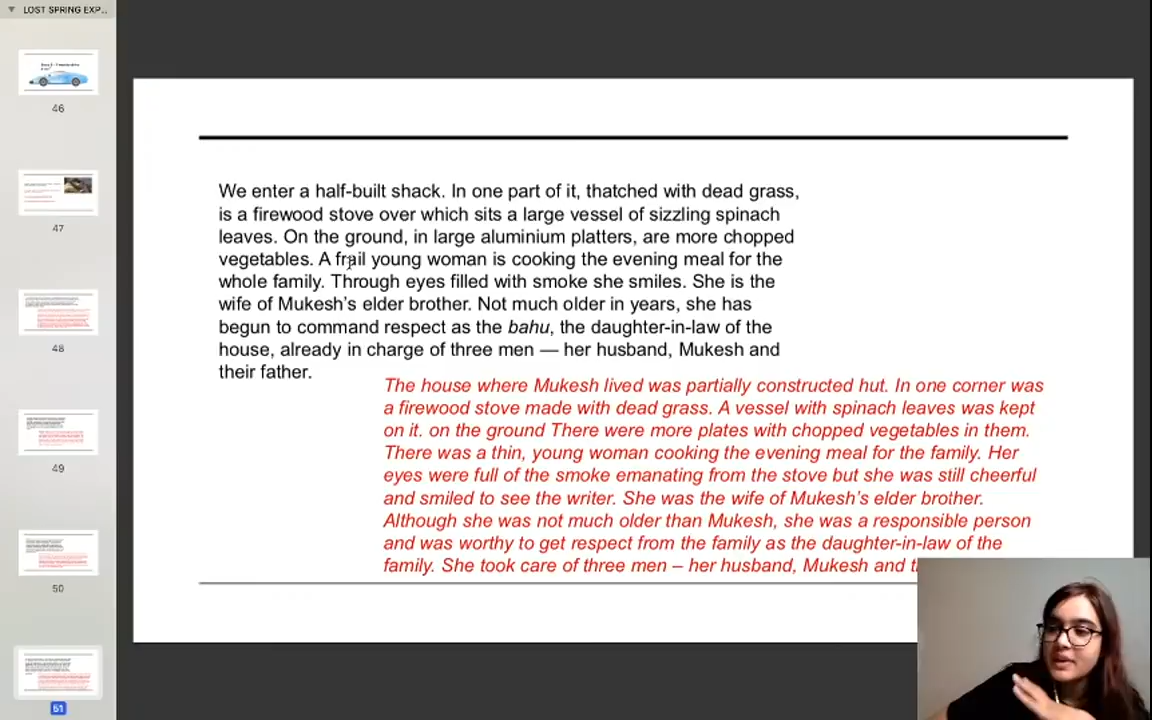 LOST SPRING EXP...
46
47
48
49
50
51
We enter a half-built shack. In one part of it, thatched with dead grass,
is a firewood stove over which sits a large vessel of sizzling spinach
leaves. On the ground, in large aluminium platters, are more chopped
vegetables. A frail young woman is cooking the evening meal for the
whole family. Through eyes filled with smoke she smiles. She is the
wife of Mukesh’s elder brother. Not much older in years, she has
begun to command respect as the bahu, the daughter-in-law of the
house, already in charge of three men — her husband, Mukesh and
their father.
The house where Mukesh lived was partially constructed hut. In one corner was
a firewood stove made with dead grass. A vessel with spinach leaves was kept
on it. on the ground There were more plates with chopped vegetables in them.
There was a thin, young woman cooking the evening meal for the family. Her
eyes were full of the smoke emanating from the stove but she was still cheerful
and smiled to see the writer. She was the wife of Mukesh’s elder brother.
Although she was not much older than Mukesh, she was a responsible person
and was worthy to get respect from the family as the daughter-in-law of the
family. She took care of three men – her husband, Mukesh and